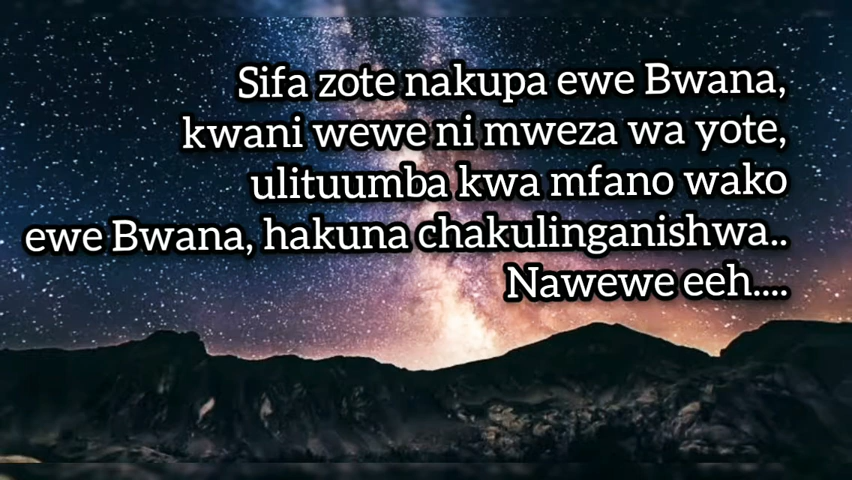 Sifa zote nakupa ewe Bwana,
kwani wewe ni mweza wa yote,
ulituumba kwa mfano wako
ewe Bwana, hakuna chakulinganishwa..
Nawewe eeh....